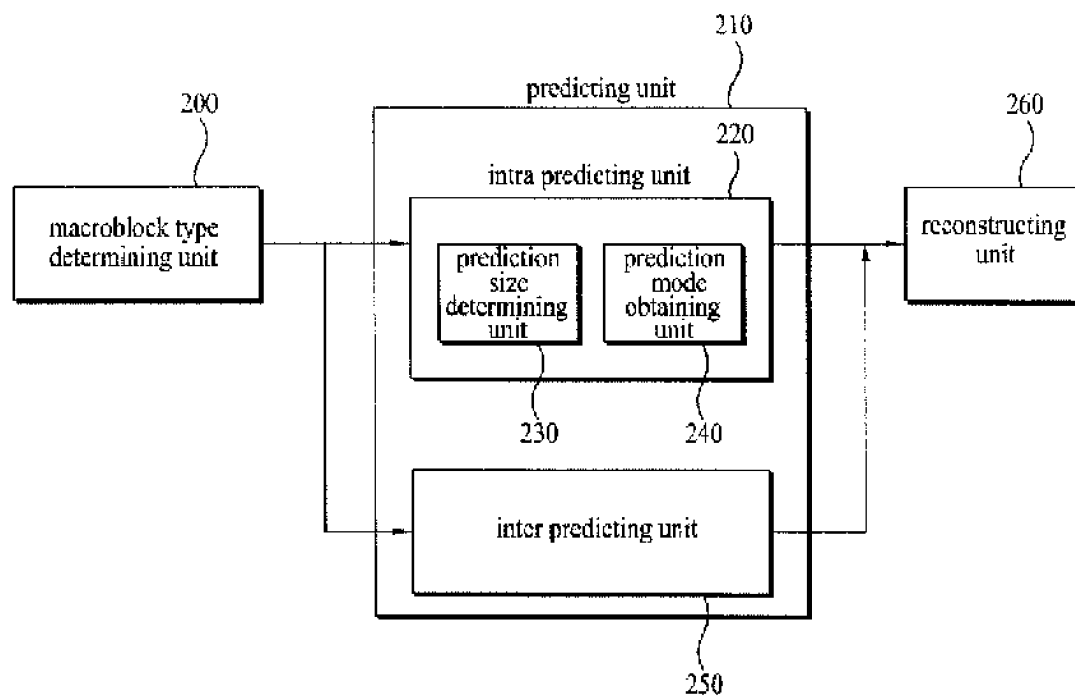 210
predicting unit
200
220
260
intra predicting unit
macroblock type
determining unit
prediction
size
determining
unit
prediction
mode
obtaining
unit
reconstructing
unit
230
240
inter predicting unit
250